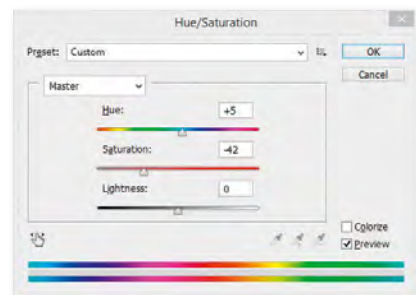 Hue/Saturation
Preset: Custom
OK
Cancel
Master
Hue: +5
Saturation: -42
Lightness: 0
Colorize
Preview